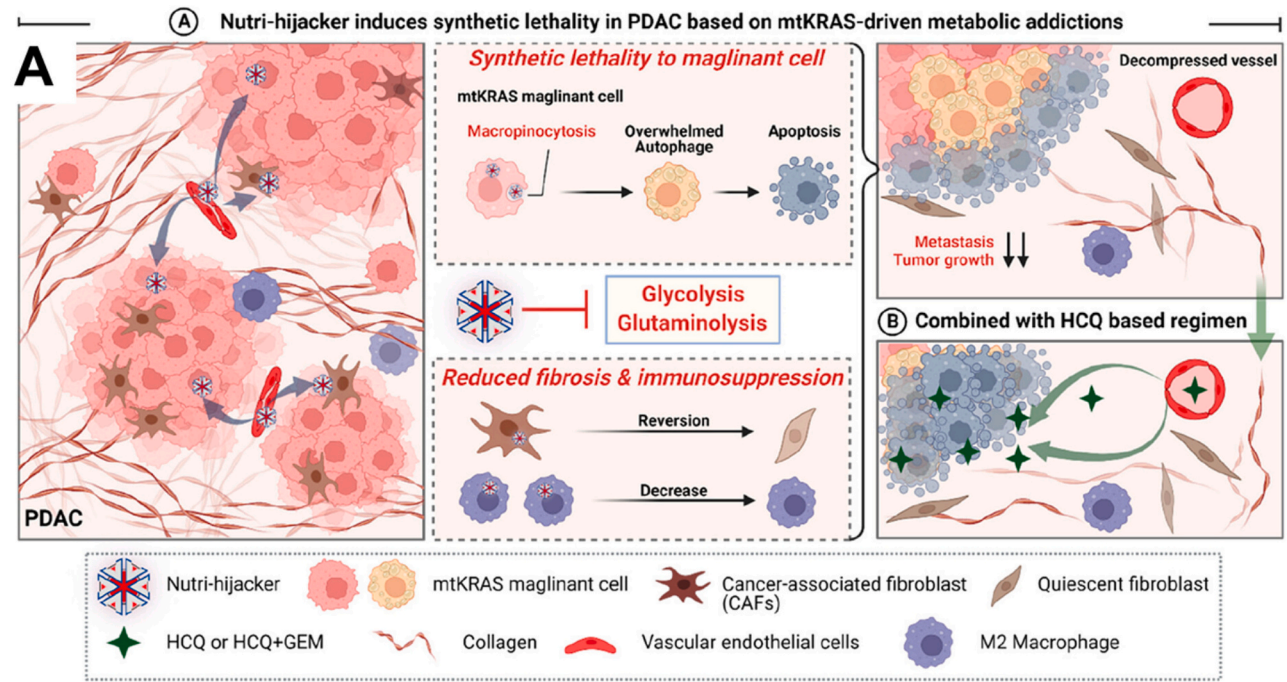 A Nutri-hijacker induces synthetic lethality in PDAC based on mtKRAS-driven metabolic addictions
A
PDAC
Synthetic lethality to maglinant cell
mtKRAS maglinant cell
Macropinocytosis
Overwhelmed
Autophage
Apoptosis
Glycolysis
Glutaminolysis
Reduced fibrosis & immunosuppression
Reversion
Decrease
Decompressed vessel
Metastasis
Tumor growth
B Combined with HCQ based regimen
Nutri-hijacker
mtKRAS maglinant cell
Cancer-associated fibroblast
(CAFs)
Quiescent fibroblast
HCQ or HCQ+GEM
Collagen
Vascular endothelial cells
M2 Macrophage